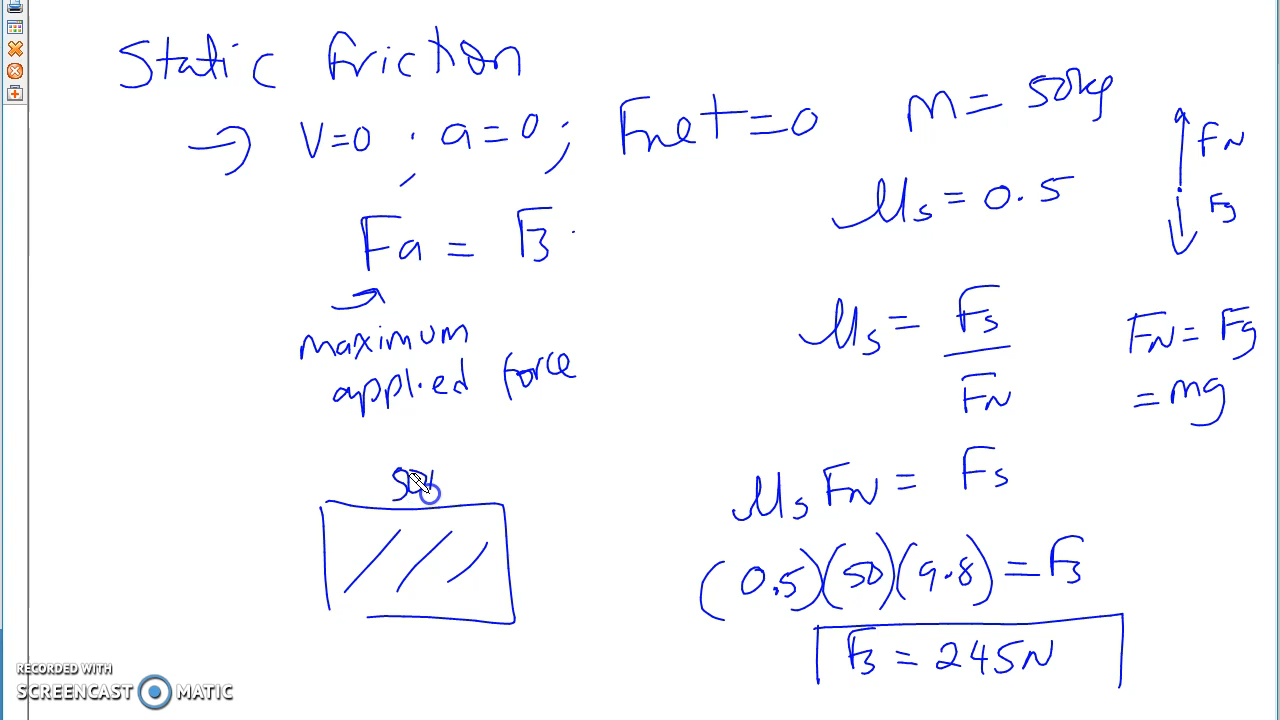 Static Friction
→ V=0, a=0; Fnet=0
Fa = Fs
maximum
applied force
m = 50kg
μs = 0.5
FN
Fg
μs = Fs / FN
FN = Fg
= mg
μs FN = Fs
(0.5)(50)(9.8) = Fs
Fs = 245N
RECORDED WITH
SCREENCAST MATIC